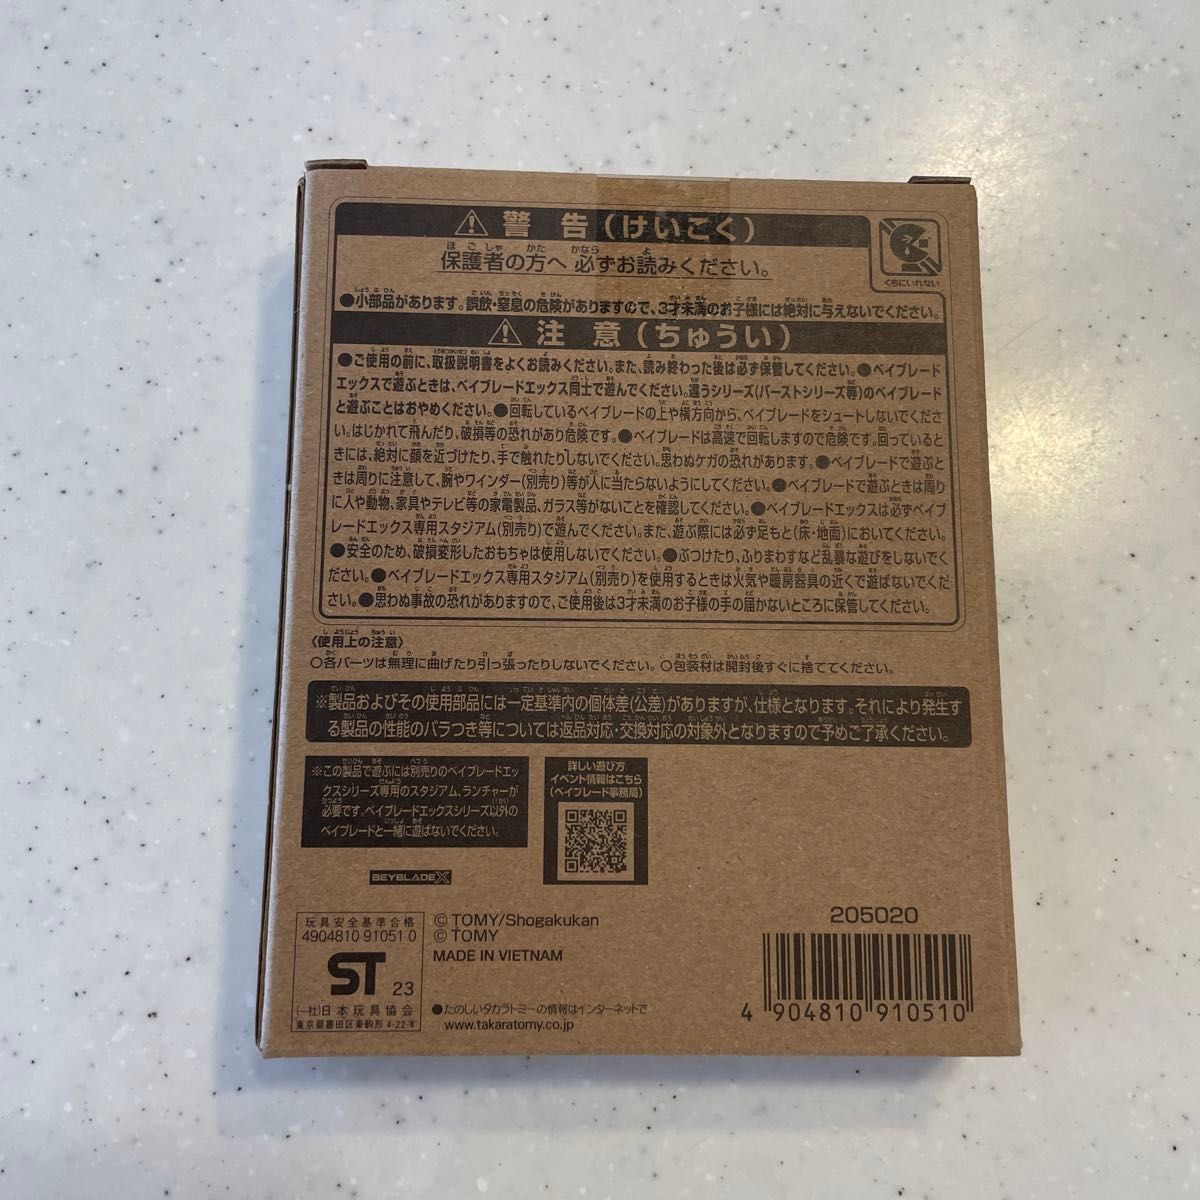 ⚠警告(けいこく)
保護者の方へ 必ずお読みください。
くちにいれない
●小部品があります。誤飲・窒息の危険がありますので、3才未満のお子様には絶対に与えないでください。
⚠注意(ちゅうい)
●ご使用の前に、取扱説明書をよくお読みください。また、読み終わった後は必ず保管してください。●ベイブレード
エックスで遊ぶときは、ベイブレードエックス同士で遊んでください。違うシリーズ(バーストシリーズ等)のベイブレード
と遊ぶことはおやめください。●回転しているベイブレードの上や横方向から、ベイブレードをシュートしないでくださ
い。はじかれて飛んだり、破損等の恐れがあり危険です。●ベイブレードは高速で回転しますので危険です。回っていると
きには、絶対に顔を近づけたり、手で触れたりしないでください。思わぬケガの恐れがあります。●ベイブレードで遊ぶと
きは周りに注意して、腕やワインダー(別売り)等が人に当たらないようにしてください。●ベイブレードで遊ぶときは周り
に人や動物、家具やテレビ等の家電製品、ガラス等がないことを確認してください。●ベイブレードエックスは必ずベイブ
レードエックス専用スタジアム(別売り)で遊んでください。また、遊ぶ際には必ず足もと(床・地面)においてください。
●安全のため、破損変形したおもちゃは使用しないでください。●ぶつけたり、ふりまわすなど乱暴な遊びをしないでく
ださい。●ベイブレードエックス専用スタジアム(別売り)を使用するときは火気や暖房器具の近くで遊ばないでくだ
さい。●思わぬ事故の恐れがありますので、ご使用後は3才未満のお子様の手の届かないところに保管してください。
〈使用上の注意〉
○各パーツは無理に曲げたり引っ張ったりしないでください。○包装材は開封後すぐに捨ててください。
※製品およびその使用部品には一定基準内の個体差(公差)がありますが、仕様となります。それにより発生す
る製品の性能のバラつき等については返品対応・交換対応の対象外となりますので予めご了承ください。
※この製品で遊ぶには別売りのベイブレードエッ
クスシリーズ専用のスタジアム、ランチャーが
必要です。ベイブレードエックスシリーズ以外の
ベイブレードと一緒に遊ばないでください。
詳しい遊び方
イベント情報はこちら
(ベイブレード事務局)
BEYBLADE X
玩具安全基準合格
4904810 91051 0
ST 23
(一社)日本玩具協会
東京都墨田区東駒形4-22-4
© TOMY/Shogakukan
© TOMY
MADE IN VIETNAM
●たのしいタカラトミーの情報はインターネットで
www.takaratomy.co.jp
205020
4 904810 910510